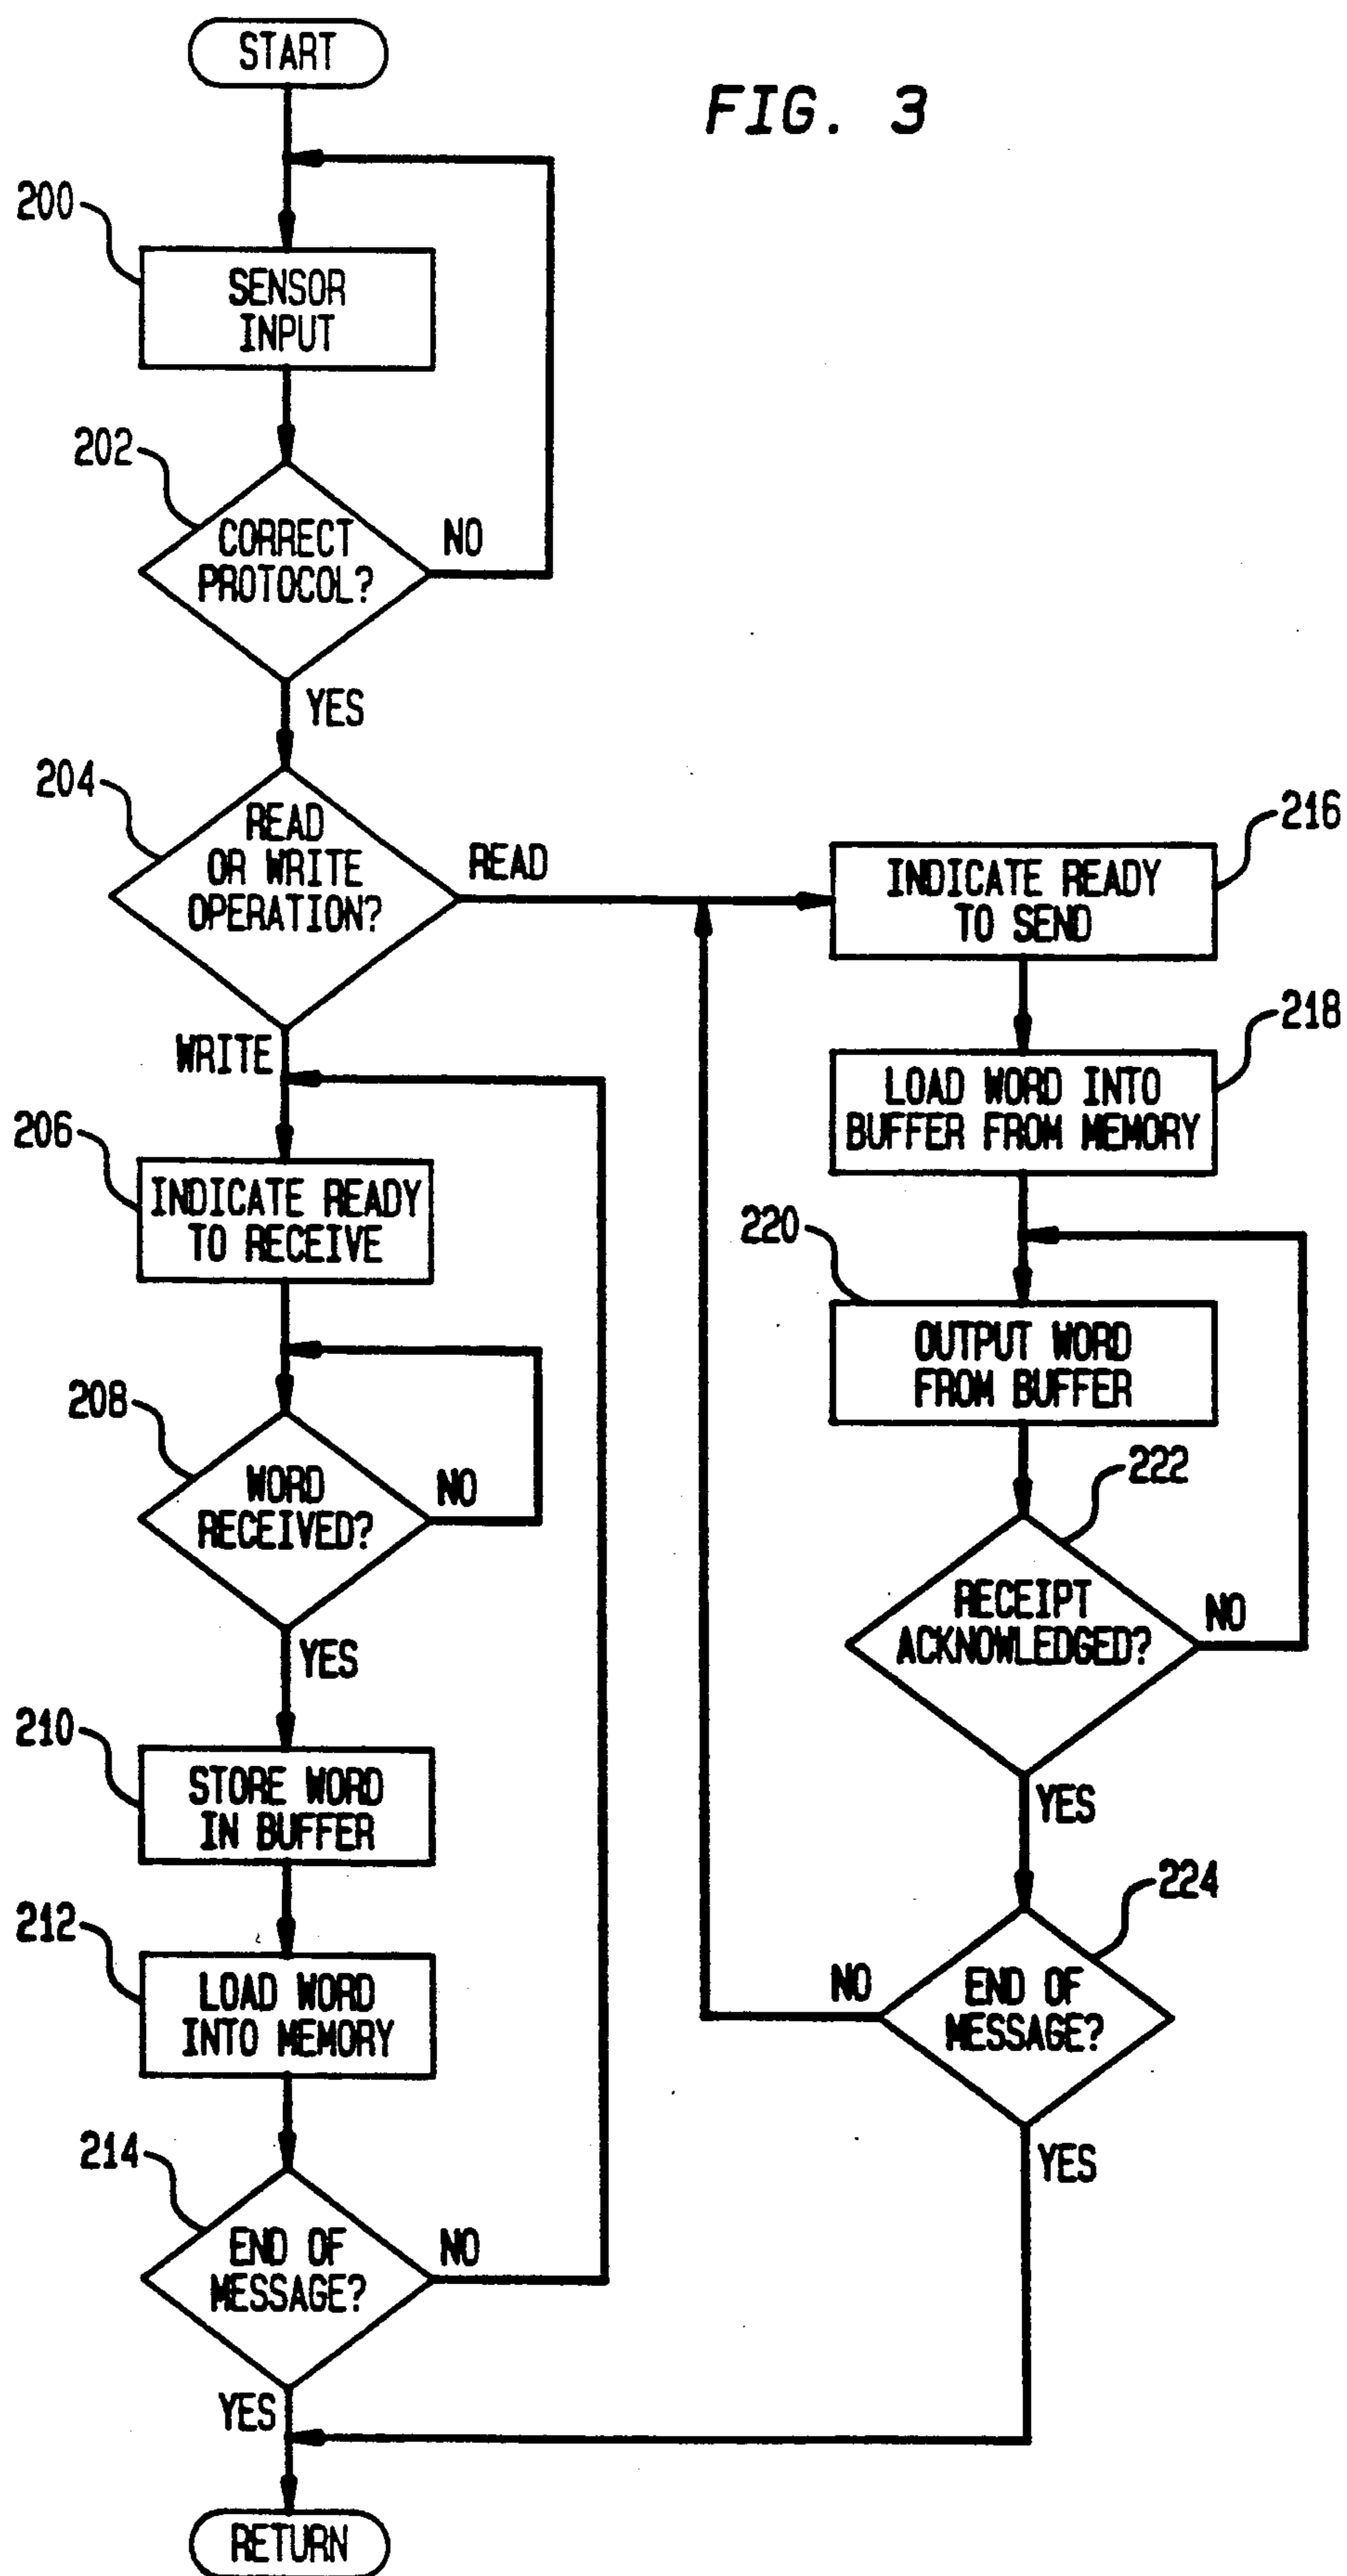 START
FIG. 3
200
SENSOR
INPUT
202
CORRECT
PROTOCOL?
NO
YES
204
READ
OR WRITE
OPERATION?
READ
WRITE
206
INDICATE READY
TO RECEIVE
208
WORD
RECEIVED?
NO
YES
210
STORE WORD
IN BUFFER
212
LOAD WORD
INTO MEMORY
214
END OF
MESSAGE?
NO
YES
RETURN
216
INDICATE READY
TO SEND
218
LOAD WORD INTO
BUFFER FROM MEMORY
220
OUTPUT WORD
FROM BUFFER
222
RECEIPT
ACKNOWLEDGED?
NO
YES
224
END OF
MESSAGE?
NO
YES